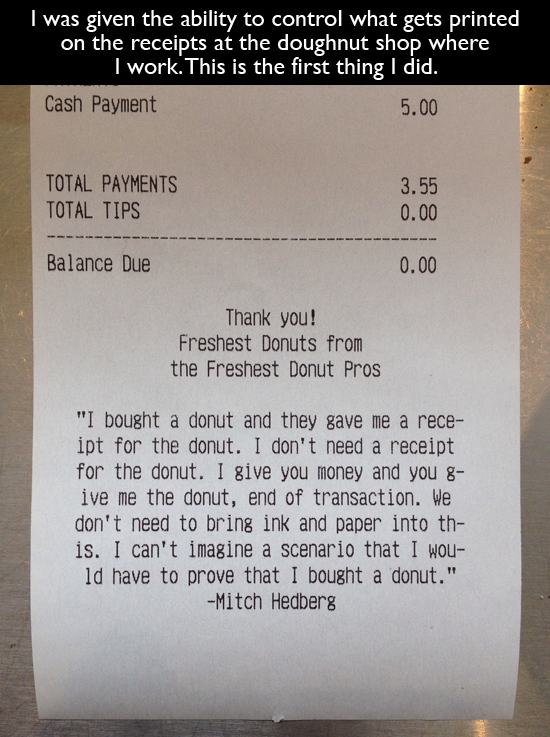 I was given the ability to control what gets printed
on the receipts at the doughnut shop where
I work. This is the first thing I did.
Cash Payment 5.00
TOTAL PAYMENTS 3.55
TOTAL TIPS 0.00
Balance Due 0.00
Thank you!
Freshest Donuts from
the Freshest Donut Pros
"I bought a donut and they gave me a rece-
ipt for the donut. I don't need a receipt
for the donut. I give you money and you g-
ive me the donut, end of transaction. We
don't need to bring ink and paper into th-
is. I can't imagine a scenario that I wou-
ld have to prove that I bought a donut."
-Mitch Hedberg